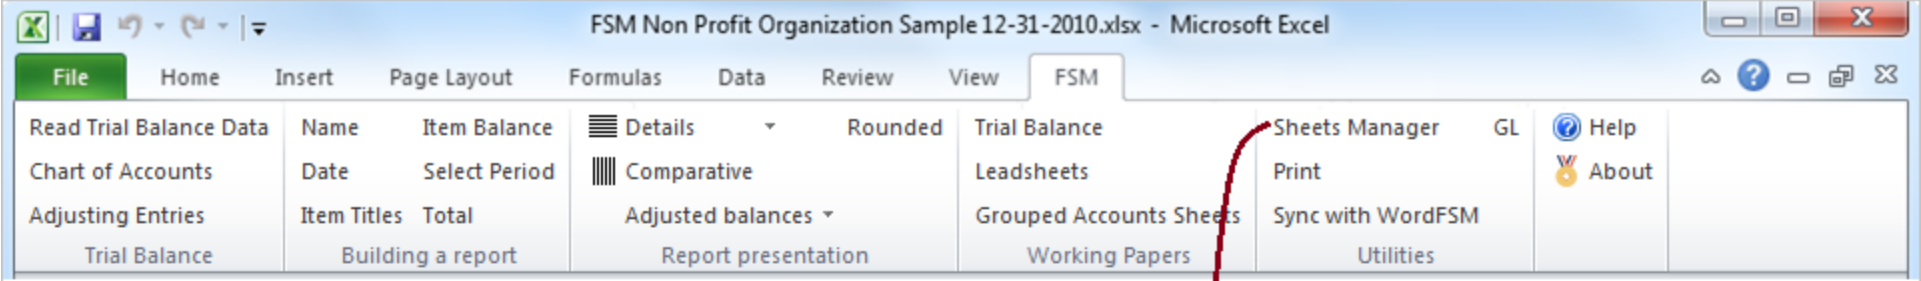 FSM Non Profit Organization Sample 12-31-2010.xlsx - Microsoft Excel
File Home Insert Page Layout Formulas Data Review View FSM
Read Trial Balance Data Name Item Balance Details Rounded Trial Balance Sheets Manager GL Help
Chart of Accounts Date Select Period Comparative Leadsheets Print About
Adjusting Entries Item Titles Total Adjusted balances Grouped Accounts Sheets Sync with WordFSM
Trial Balance Building a report Report presentation Working Papers Utilities